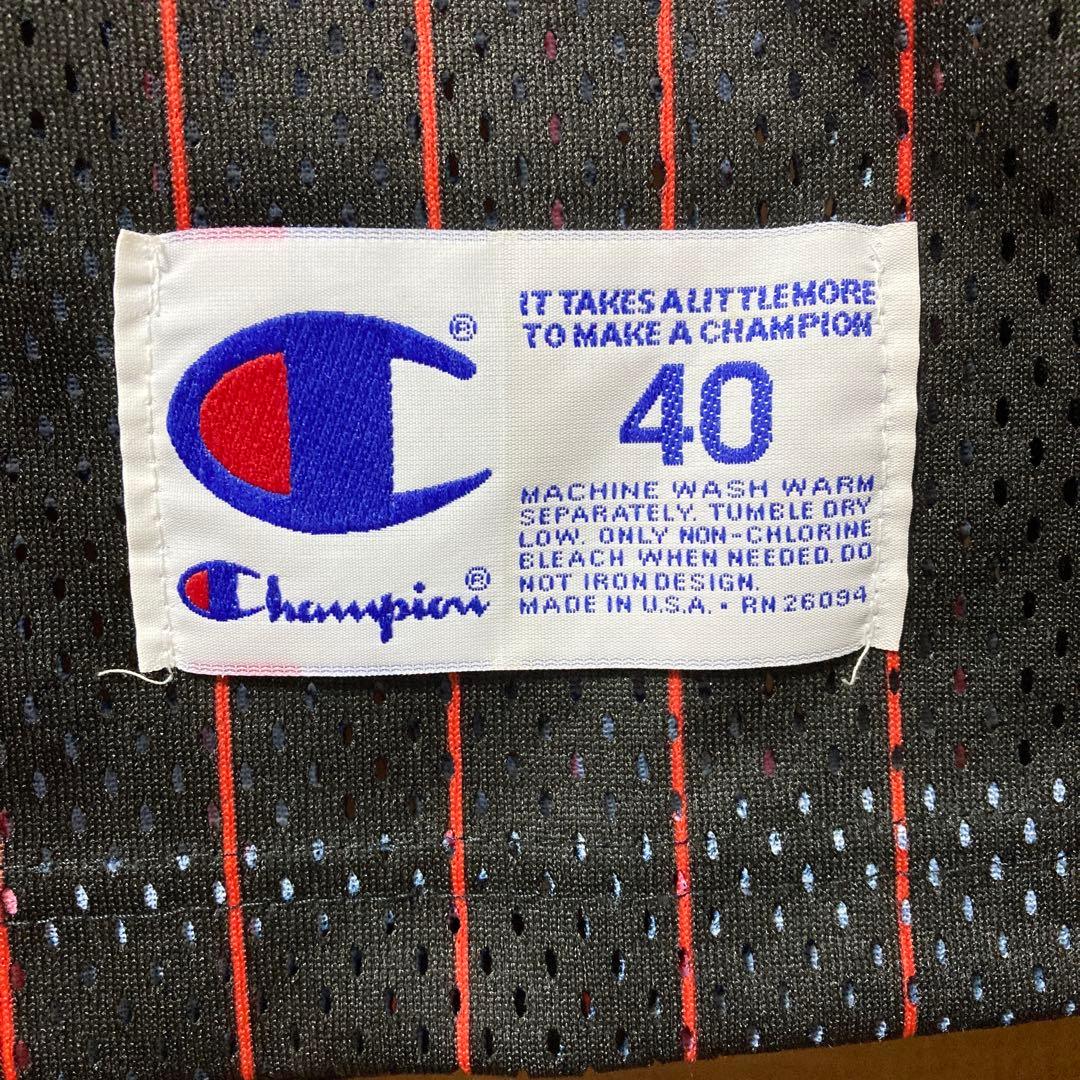 ®
Champion®
IT TAKES A LITTLE MORE
TO MAKE A CHAMPION
40
MACHINE WASH WARM
SEPARATELY. TUMBLE DRY
LOW. ONLY NON-CHLORINE
BLEACH WHEN NEEDED. DO
NOT IRON DESIGN.
MADE IN U.S.A. • RN 26094